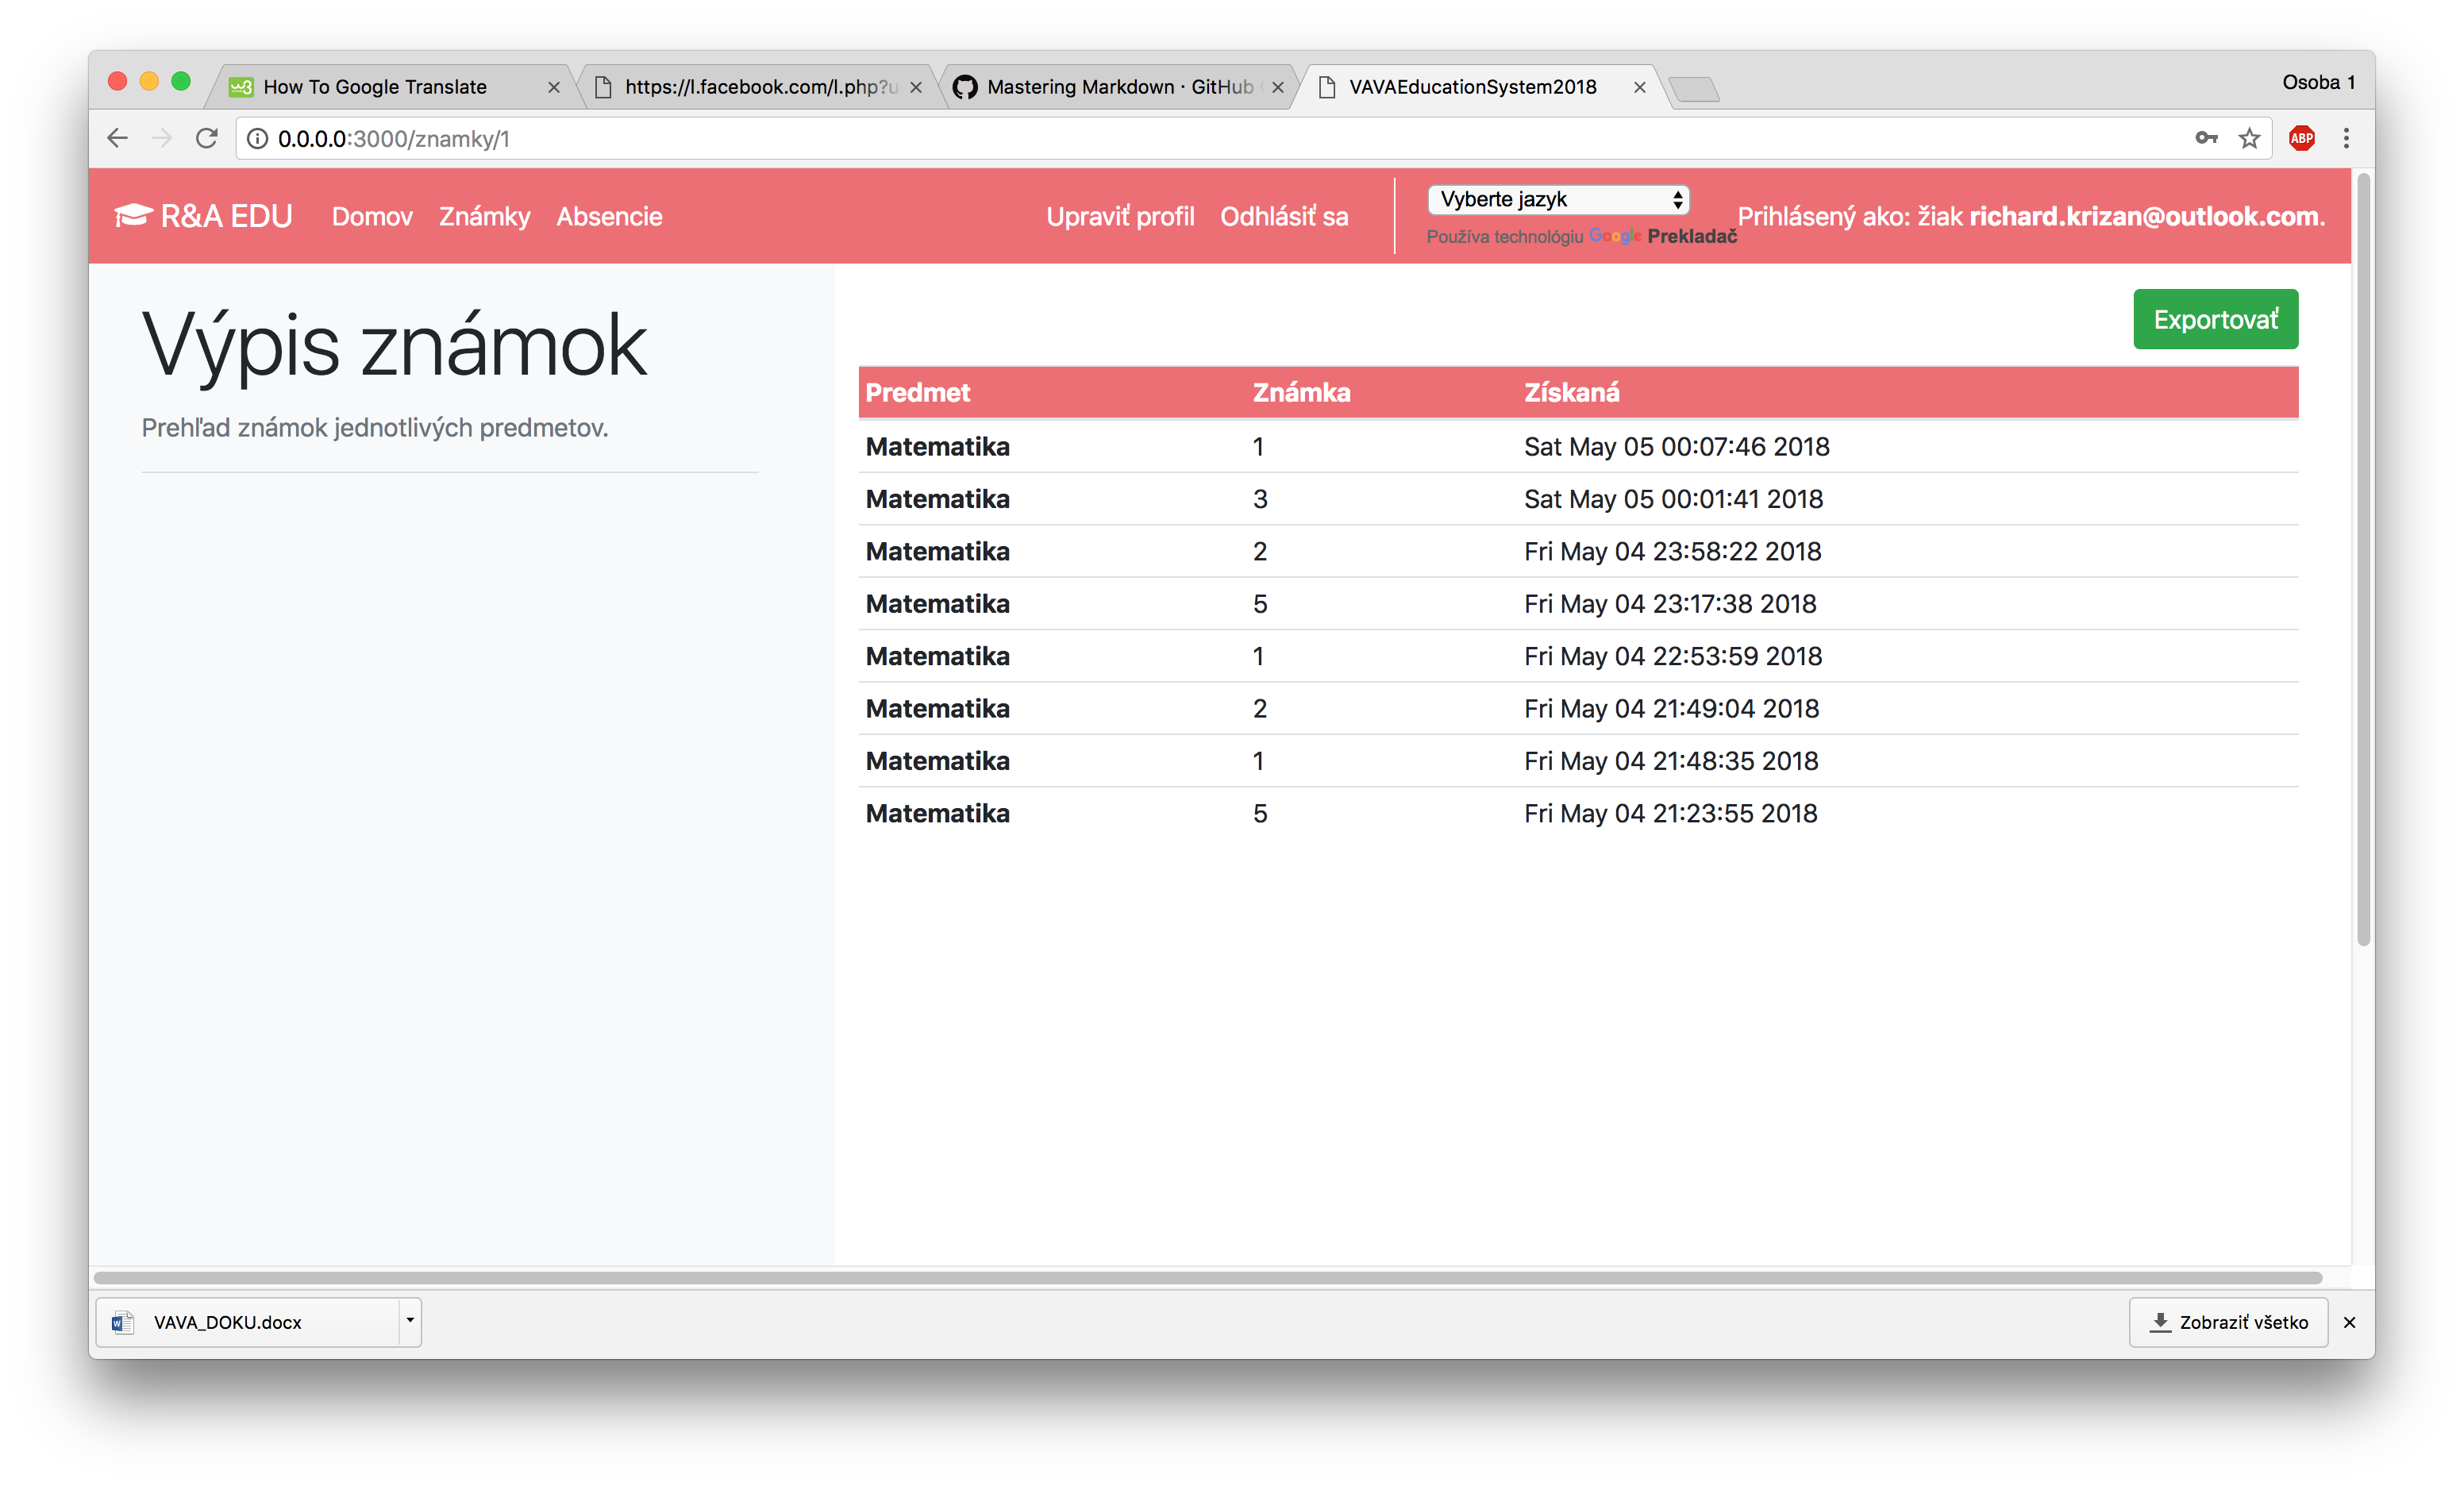 How To Google Translate
https://l.facebook.com/l.php?u
Mastering Markdown · GitHub
VAVAEducationSystem2018
Osoba 1
0.0.0.0:3000/znamky/1
ABP
R&A EDU
Domov
Známky
Absencie
Upraviť profil
Odhlásiť sa
Vyberte jazyk
Používa technológiu Google Prekladač
Prihlásený ako: žiak richard.krizan@outlook.com.
Výpis známok
Prehľad známok jednotlivých predmetov.
Exportovať
Predmet Známka Získaná
Matematika 1 Sat May 05 00:07:46 2018
Matematika 3 Sat May 05 00:01:41 2018
Matematika 2 Fri May 04 23:58:22 2018
Matematika 5 Fri May 04 23:17:38 2018
Matematika 1 Fri May 04 22:53:59 2018
Matematika 2 Fri May 04 21:49:04 2018
Matematika 1 Fri May 04 21:48:35 2018
Matematika 5 Fri May 04 21:23:55 2018
VAVA_DOKU.docx
Zobraziť všetko